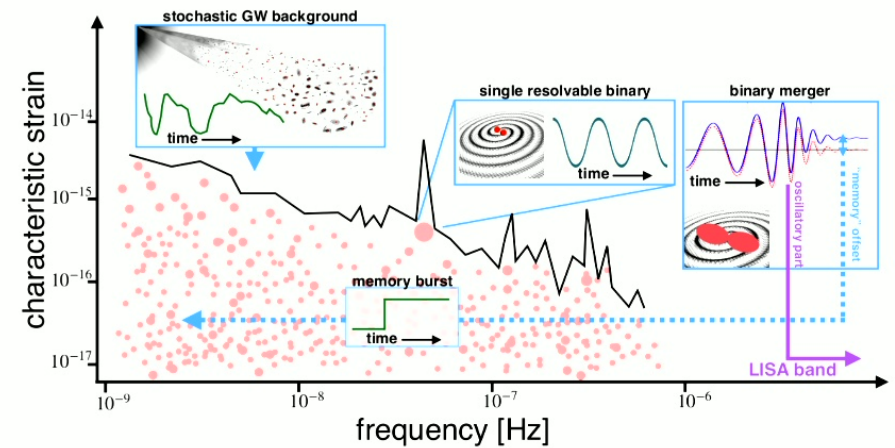 stochastic GW background
time
characteristic strain
10⁻¹⁴
10⁻¹⁵
10⁻¹⁶
10⁻¹⁷
single resolvable binary
time
binary merger
time
oscillatory part
"memory" offset
memory burst
time
LISA band
10⁻⁹
10⁻⁸
10⁻⁷
10⁻⁶
frequency [Hz]